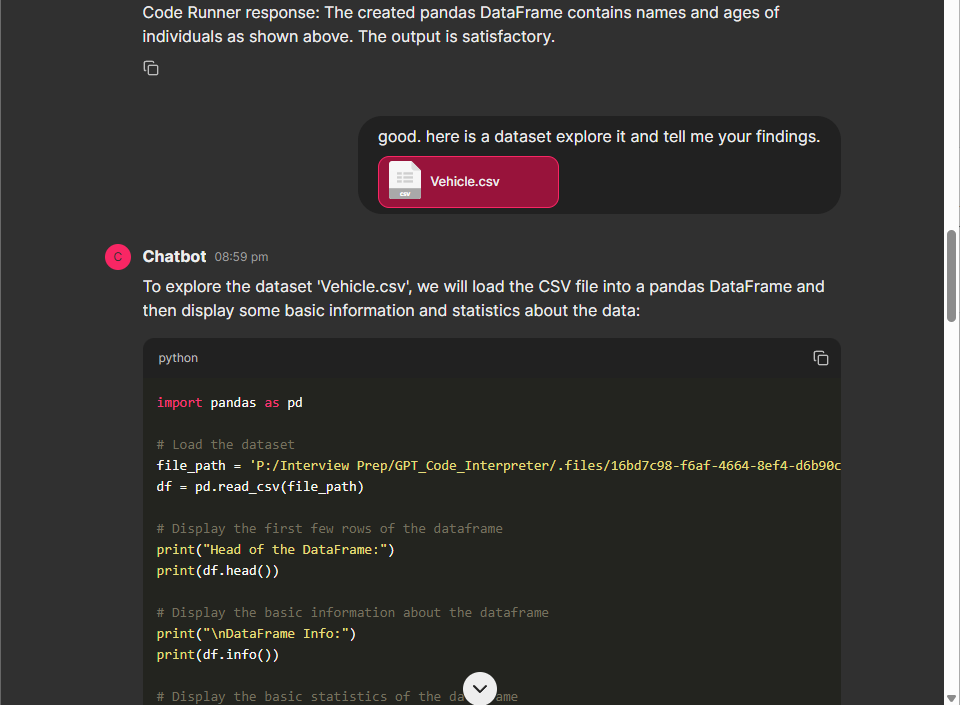 Code Runner response: The created pandas DataFrame contains names and ages of
individuals as shown above. The output is satisfactory.
good. here is a dataset explore it and tell me your findings.
CSV
Vehicle.csv
C
Chatbot 08:59 pm
To explore the dataset 'Vehicle.csv', we will load the CSV file into a pandas DataFrame and
then display some basic information and statistics about the data:
python
import pandas as pd
# Load the dataset
file_path = 'P:/Interview Prep/GPT_Code_Interpreter/.files/16bd7c98-f6af-4664-8ef4-d6b90c
df = pd.read_csv(file_path)
# Display the first few rows of the dataframe
print("Head of the DataFrame:")
print(df.head())
# Display the basic information about the dataframe
print("\nDataFrame Info:")
print(df.info())
# Display the basic statistics of the da ame